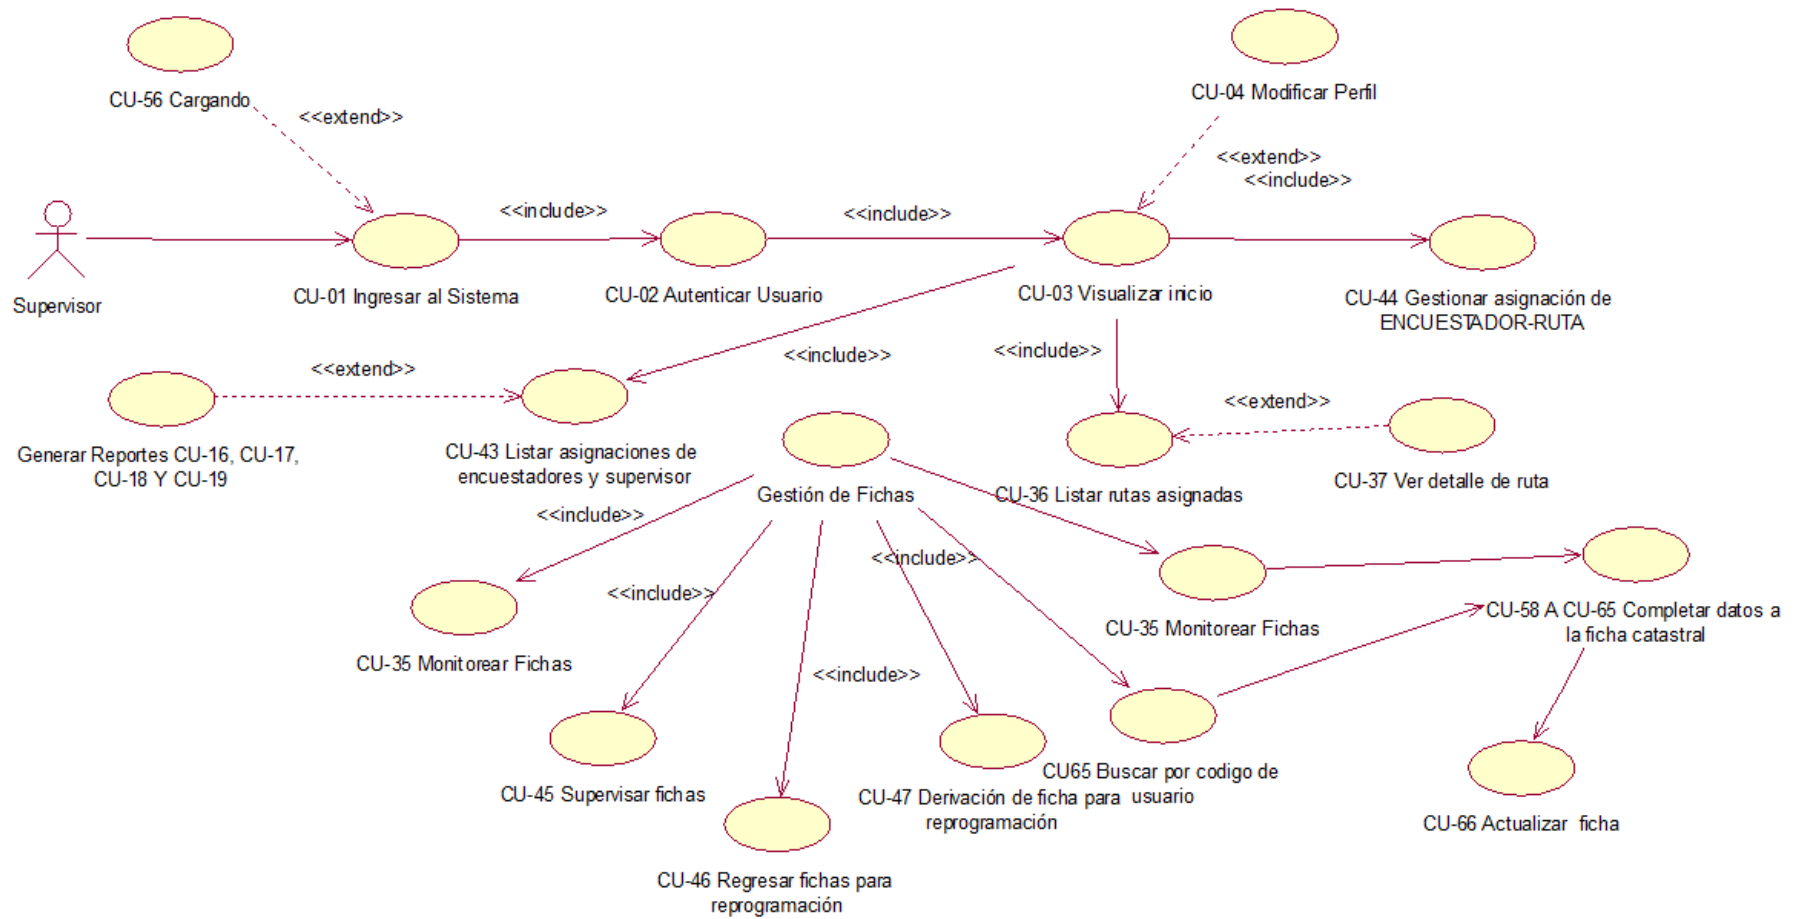 CU-56 Cargando
<<extend>>
CU-04 Modificar Perfil
<<extend>>
<<include>>
<<include>>
<<include>>
Supervisor
CU-01 Ingresar al Sistema
CU-02 Autenticar Usuario
CU-03 Visualizar inicio
CU-44 Gestionar asignación de
ENCUESTADOR-RUTA
<<include>>
<<include>>
<<extend>>
<<extend>>
Generar Reportes CU-16, CU-17,
CU-18 Y CU-19
CU-43 Listar asignaciones de
encuestadores y supervisor
Gestión de Fichas
CU-36 Listar rutas asignadas
CU-37 Ver detalle de ruta
<<include>>
<<include>>
<<include>>
<<include>>
CU-35 Monitorear Fichas
CU-35 Monitorear Fichas
CU-58 A CU-65 Completar datos a
la ficha catastral
CU-45 Supervisar fichas
CU-47 Derivación de ficha para
reprogramación
CU65 Buscar por codigo de
usuario
CU-66 Actualizar ficha
CU-46 Regresar fichas para
reprogramación